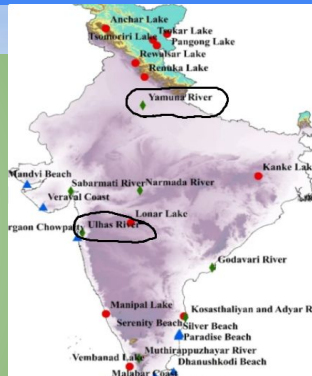 Anchar Lake
Tsokar Lake
Tsomoriri Lake
Pangong Lake
Rewalsar Lake
Renuka Lake
Yamuna River
Kanke Lak
Mandvi Beach
Sabarmati River
Narmada River
Veraval Coast
Lonar Lake
rgaon Chowpatty
Ulhas River
Godavari River
Manipal Lake
Kosasthaliyan and Adyar R
Serenity Beach
Silver Beach
Paradise Beach
Muthirappuzhayar River
Vembanad Lake
Dhanushkodi Beach
Malabar Coast